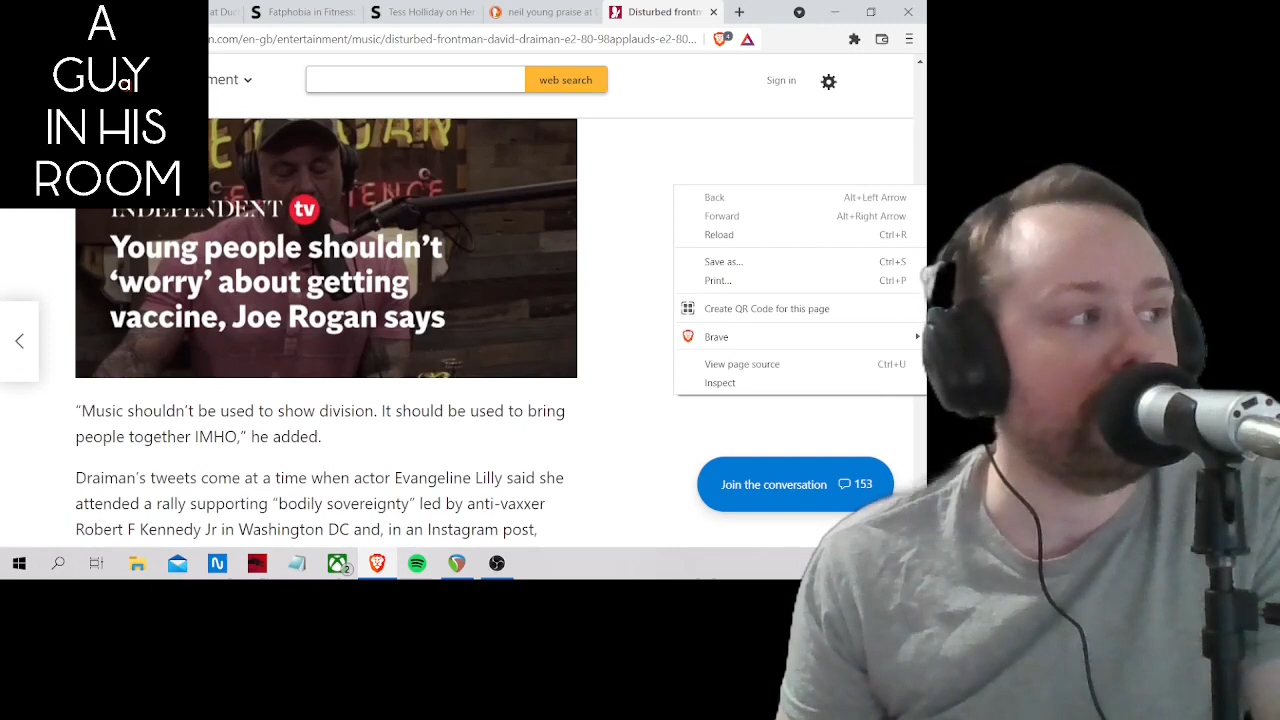 A
GUY
a
IN HIS
ROOM
at Dur
Fatphobia in Fitness:
Tess Holliday on Her
neil young praise at D
Disturbed frontm
n.com/en-gb/entertainment/music/disturbed-frontman-david-draiman-e2-80-98applauds-e2-80...
4
ment
web search
Sign in
INDEPENDENT tv
Young people shouldn’t
‘worry’ about getting
vaccine, Joe Rogan says
Back Alt+Left Arrow
Forward Alt+Right Arrow
Reload Ctrl+R
Save as... Ctrl+S
Print... Ctrl+P
Create QR Code for this page
Brave
View page source Ctrl+U
Inspect
“Music shouldn’t be used to show division. It should be used to bring
people together IMHO,” he added.
Draiman’s tweets come at a time when actor Evangeline Lilly said she
attended a rally supporting “bodily sovereignty” led by anti-vaxxer
Robert F Kennedy Jr in Washington DC and, in an Instagram post,
Join the conversation 153
2